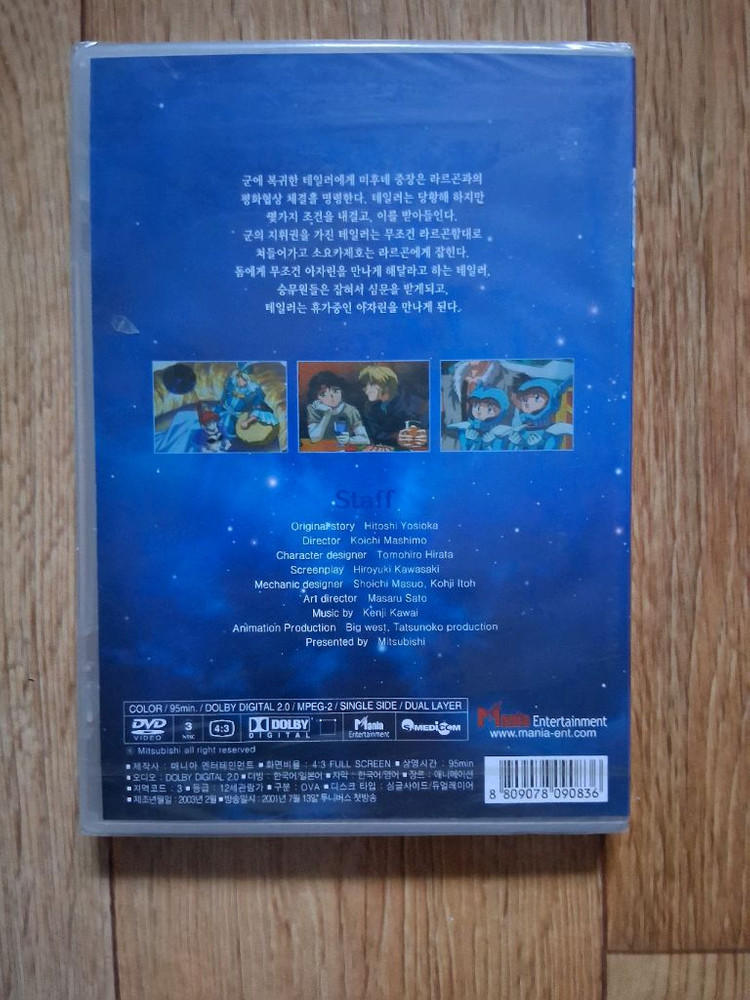 군에 복귀한 테일러에게 미후네 중장은 라르곤과의
평화협상 체결을 명령한다. 테일러는 당황해 하지만
몇가지 조건을 내걸고, 이를 받아들인다.
군의 지휘권을 가진 테일러는 무조건 라르곤함대로
쳐들어가고 소요카제호는 라르곤에게 잡힌다.
돔에게 무조건 아자린을 만나게 해달라고 하는 테일러.
승무원들은 잡혀서 심문을 받게되고,
테일러는 휴가중인 아자린을 만나게 된다.
Staff
Original story Hitoshi Yosioka
Director Koichi Mashimo
Character designer Tomohiro Hirata
Screenplay Hiroyuki Kawasaki
Mechanic designer Shoichi Masuo, Kohji Itoh
Art director Masaru Sato
Music by Kenji Kawai
Animation Production Big west, Tatsunoko production
Presented by Mitsubishi
COLOR / 95min. / DOLBY DIGITAL 2.0 / MPEG-2 / SINGLE SIDE / DUAL LAYER
DVD VIDEO 3 NTSC 4:3 DOLBY DIGITAL Mania Entertainment MEDICOM
Mania Entertainment
www.mania-ent.com
Mitsubishi all right reserved
■ 제작사 : 매니아 엔터테인먼트 ■ 화면비율 : 4:3 FULL SCREEN ■ 상영시간 : 95min
■ 오디오 : DOLBY DIGITAL 2.0 ■ 더빙 : 한국어/일본어 ■ 자막 : 한국어/영어 ■ 장르 : 애니메이션
■ 지역코드 : 3 ■ 등급 : 12세관람가 ■ 구분 : OVA ■ 디스크 타입 : 싱글사이드/듀얼레이어
■ 제조년월일 : 2003년 2월 ■ 방송일시 : 2001년 7월 13일 투니버스 첫방송
8 809078 090836